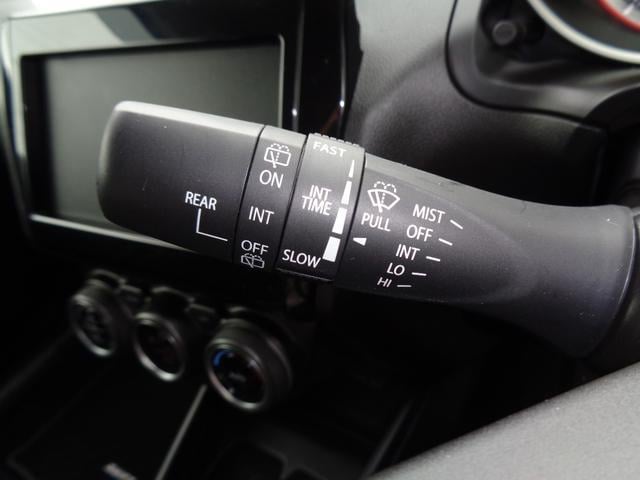 REAR
ON
INT
OFF
FAST
INT
TIME
SLOW
PULL
MIST
OFF
INT
LO
HI